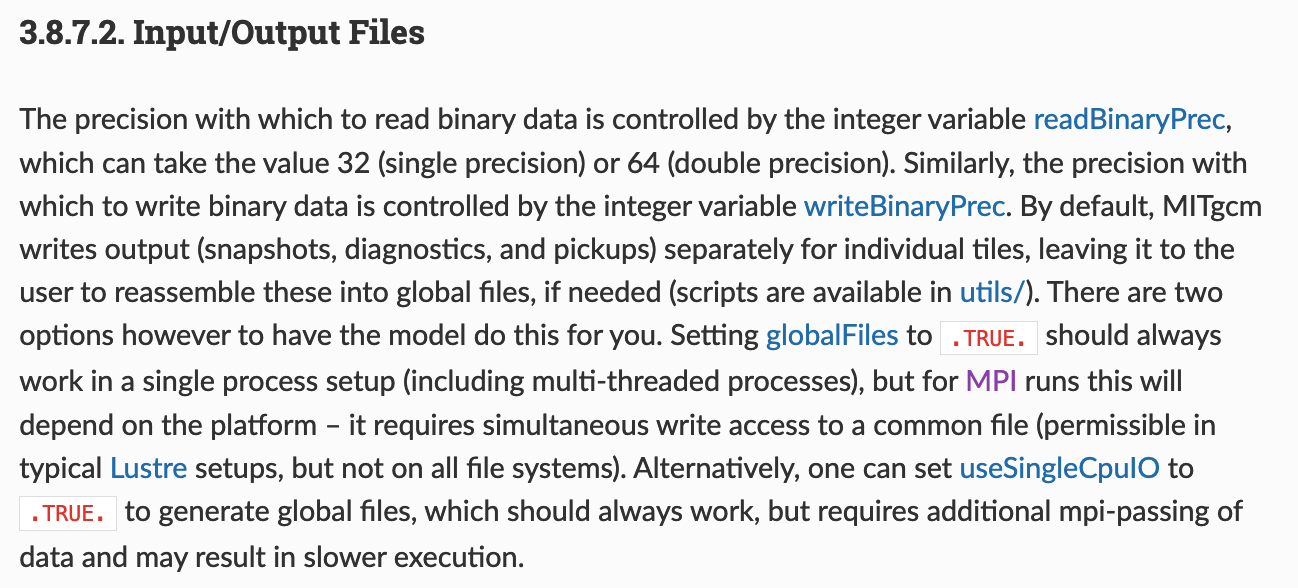 3.8.7.2. Input/Output Files
The precision with which to read binary data is controlled by the integer variable readBinaryPrec,
which can take the value 32 (single precision) or 64 (double precision). Similarly, the precision with
which to write binary data is controlled by the integer variable writeBinaryPrec. By default, MITgcm
writes output (snapshots, diagnostics, and pickups) separately for individual tiles, leaving it to the
user to reassemble these into global files, if needed (scripts are available in utils/). There are two
options however to have the model do this for you. Setting globalFiles to .TRUE. should always
work in a single process setup (including multi-threaded processes), but for MPI runs this will
depend on the platform – it requires simultaneous write access to a common file (permissible in
typical Lustre setups, but not on all file systems). Alternatively, one can set useSingleCpuIO to
.TRUE. to generate global files, which should always work, but requires additional mpi-passing of
data and may result in slower execution.